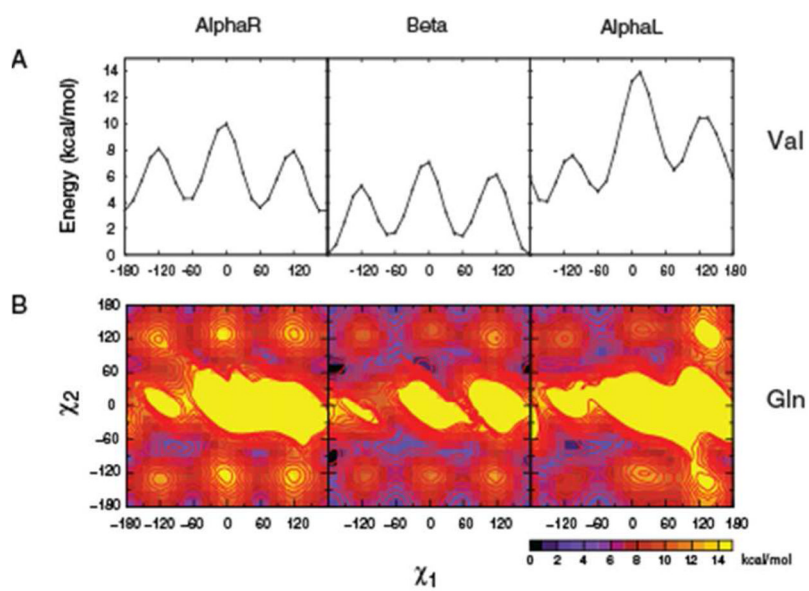 AlphaR Beta AlphaL
A
14
12
10
8
6
4
2
0
Energy (kcal/mol)
Val
-180 -120 -60 0 60 120 -120 -60 0 60 120 -120 -60 0 60 120 180
B
180
120
60
0
-60
-120
-180
χ2
Gln
-180 -120 -60 0 60 120 -120 -60 0 60 120 -120 -60 0 60 120 180
0 2 4 6 8 10 12 14 kcal/mol
χ1